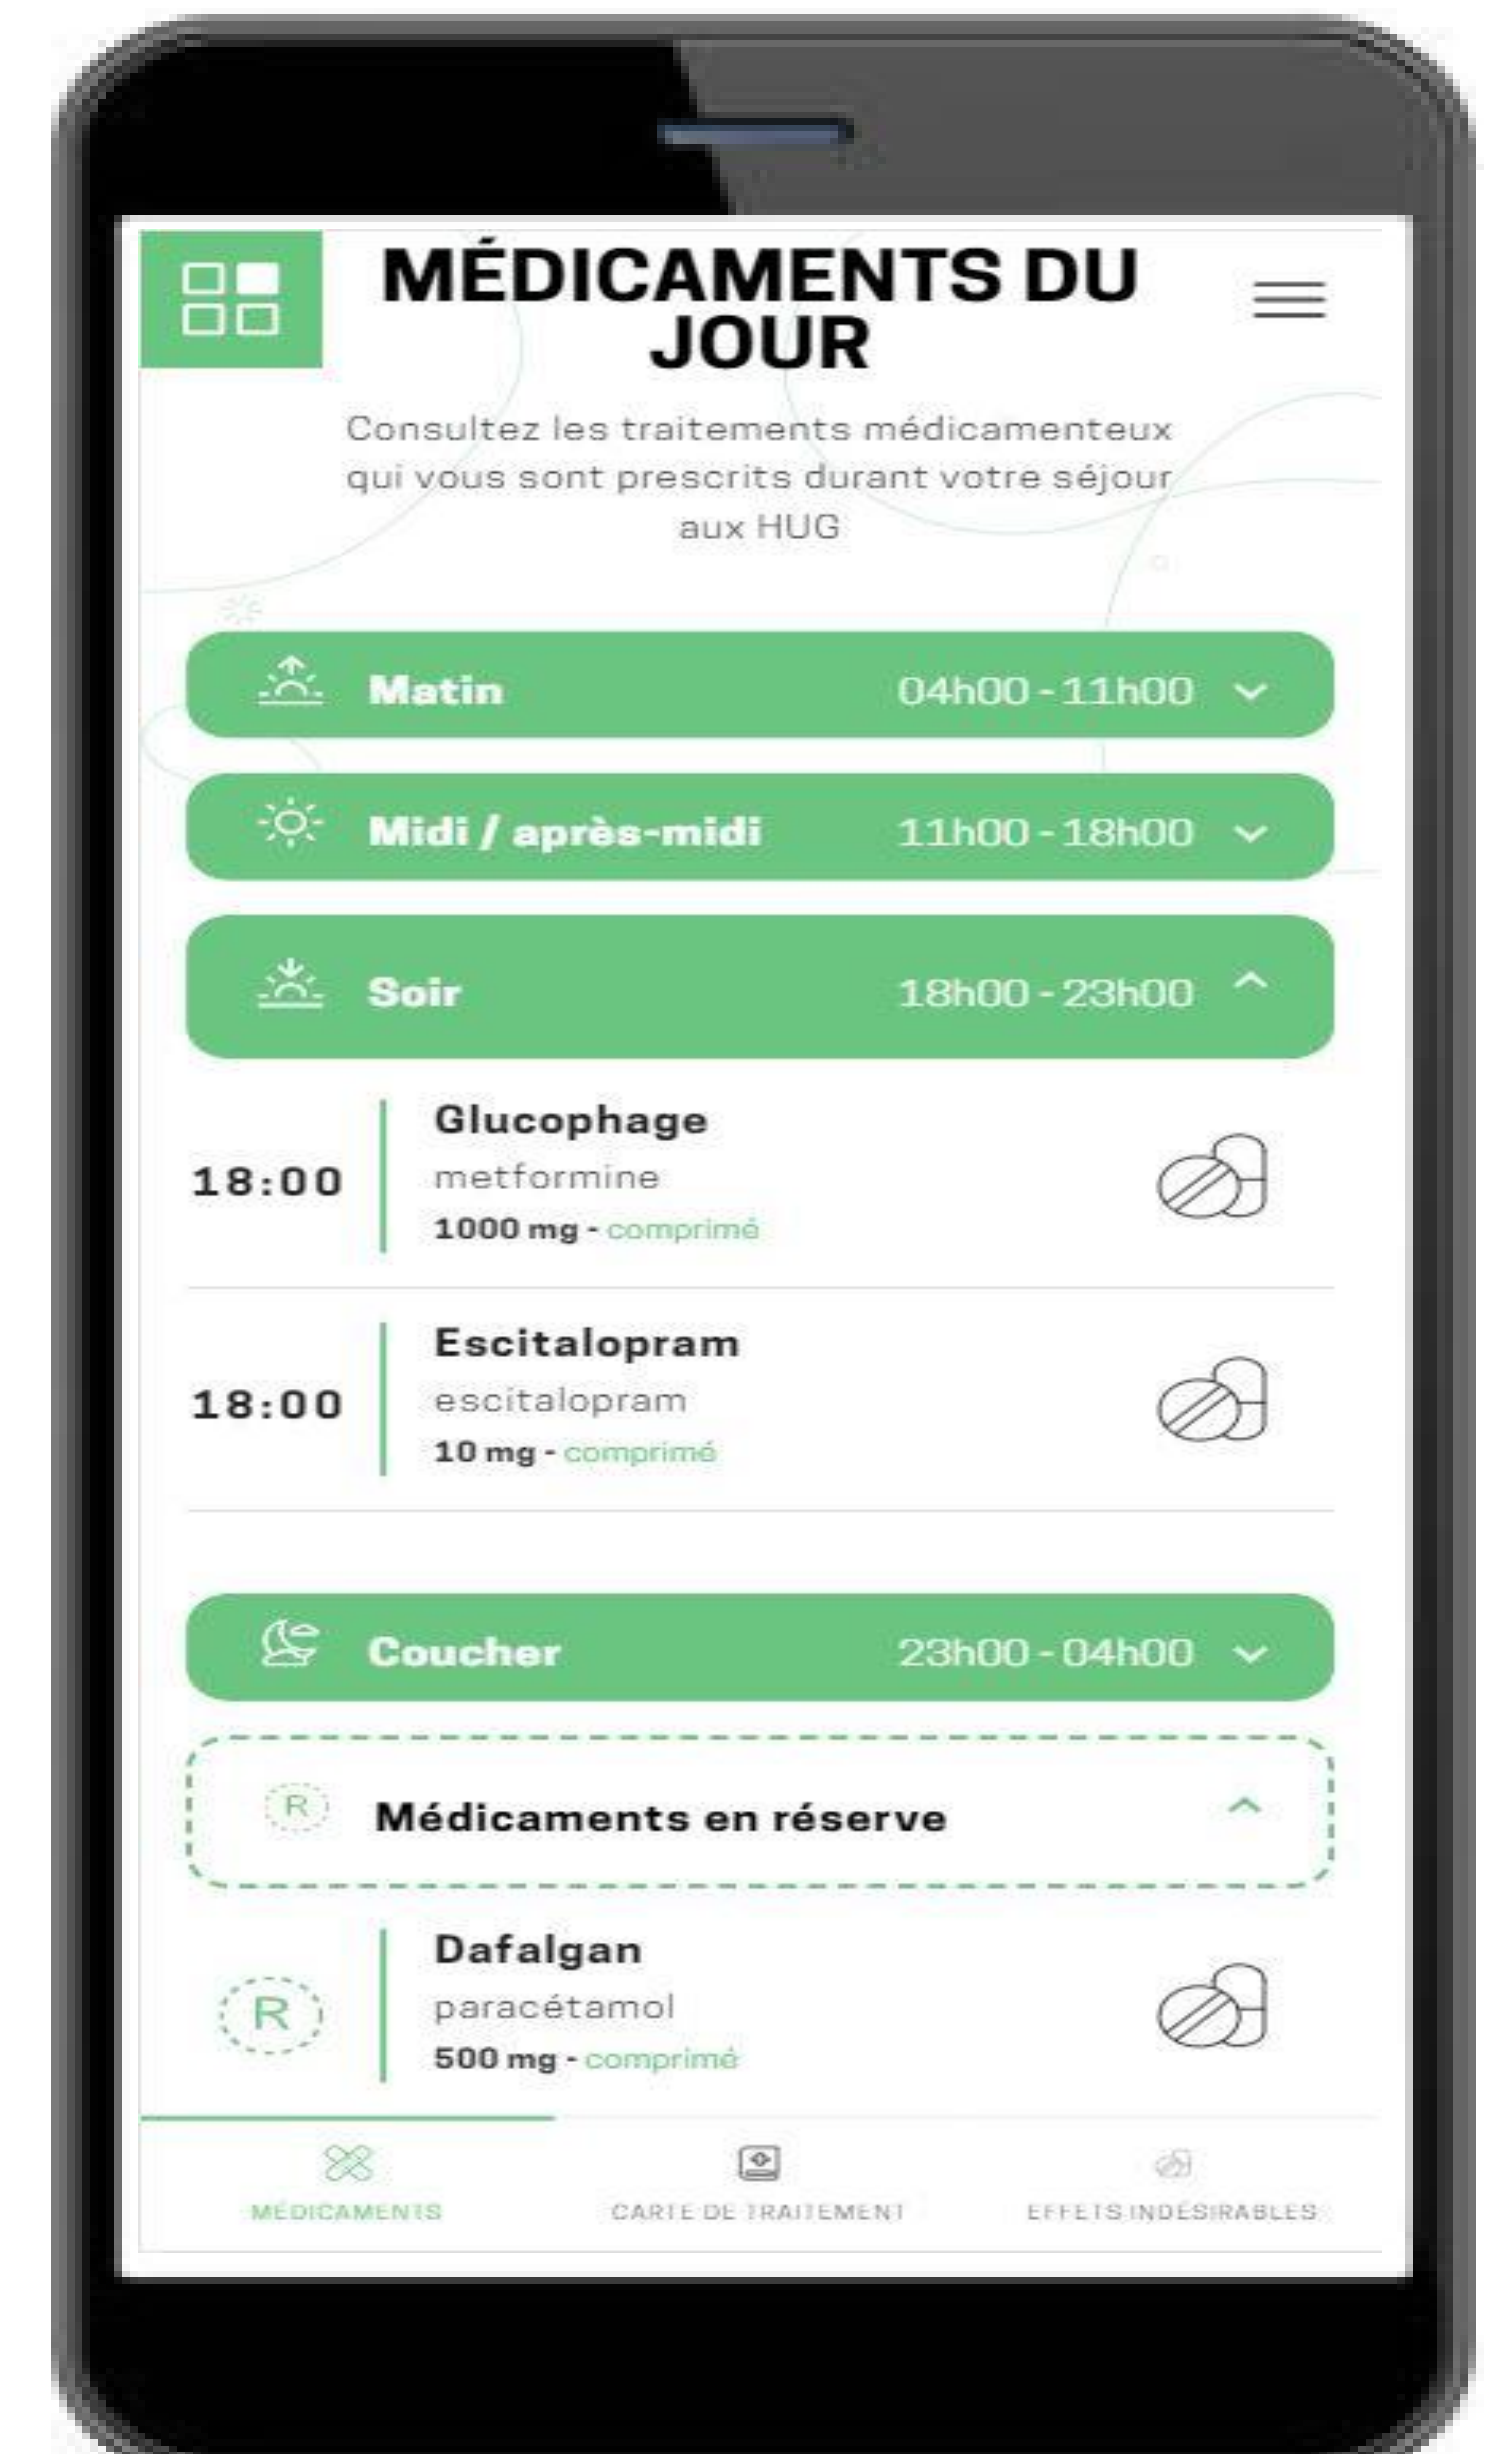 MÉDICAMENTS DU
JOUR
Consultez les traitements médicamenteux
qui vous sont prescrits durant votre séjour
aux HUG
Matin 04h00 - 11h00
Midi / après-midi 11h00 - 18h00
Soir 18h00 - 23h00
Glucophage
18:00 metformine
1000 mg - comprimé
Escitalopram
18:00 escitalopram
10 mg - comprimé
Coucher 23h00 - 04h00
R Médicaments en réserve
Dafalgan
R paracétamol
500 mg - comprimé
MÉDICAMENTS CARTE DE TRAITEMENT EFFETS INDÉSIRABLES